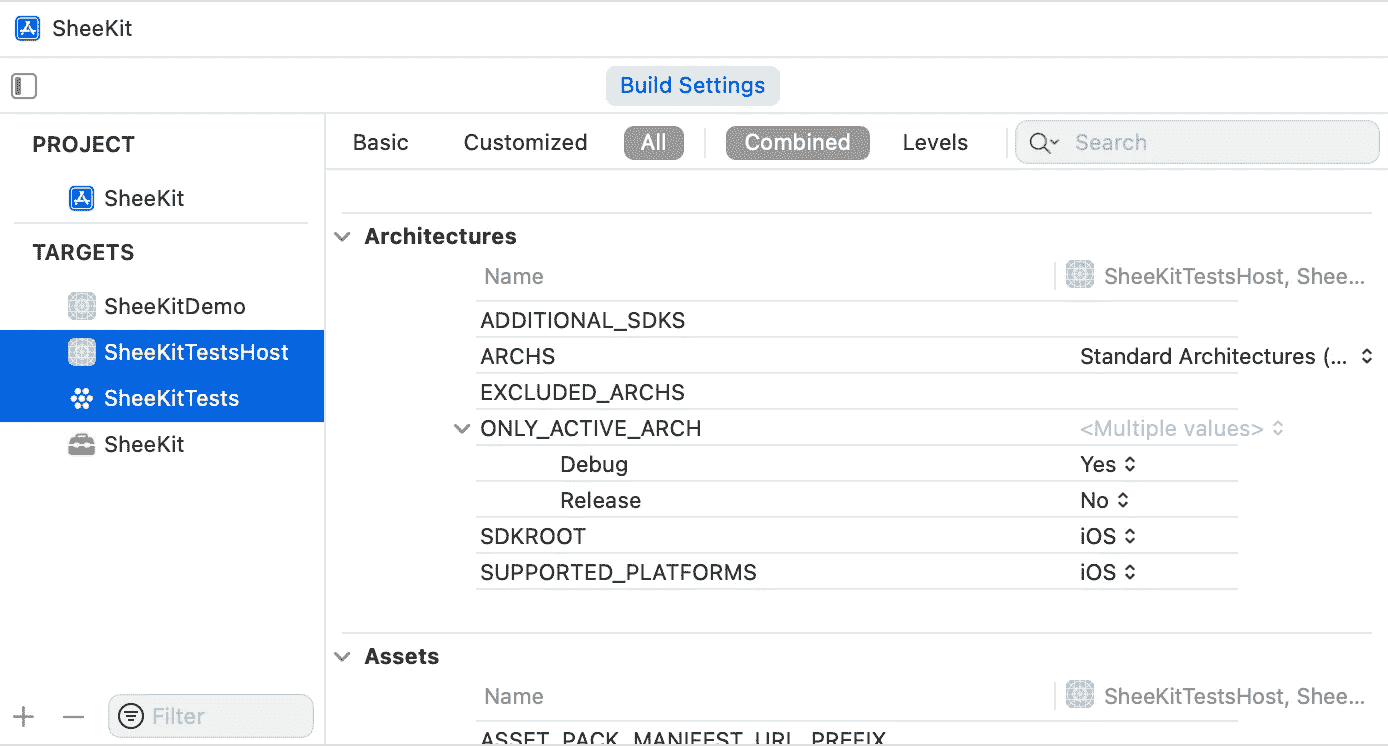 SheeKit
Build Settings
PROJECT
SheeKit
TARGETS
SheeKitDemo
SheeKitTestsHost
SheeKitTests
SheeKit
Filter
Basic Customized All Combined Levels Search
Architectures
Name SheeKitTestsHost, Shee...
ADDITIONAL_SDKS
ARCHS Standard Architectures (...
EXCLUDED_ARCHS
ONLY_ACTIVE_ARCH <Multiple values>
Debug Yes
Release No
SDKROOT iOS
SUPPORTED_PLATFORMS iOS
Assets
Name SheeKitTestsHost, Shee...
ASSET_PACK_MANIFEST_URL_PREFIX